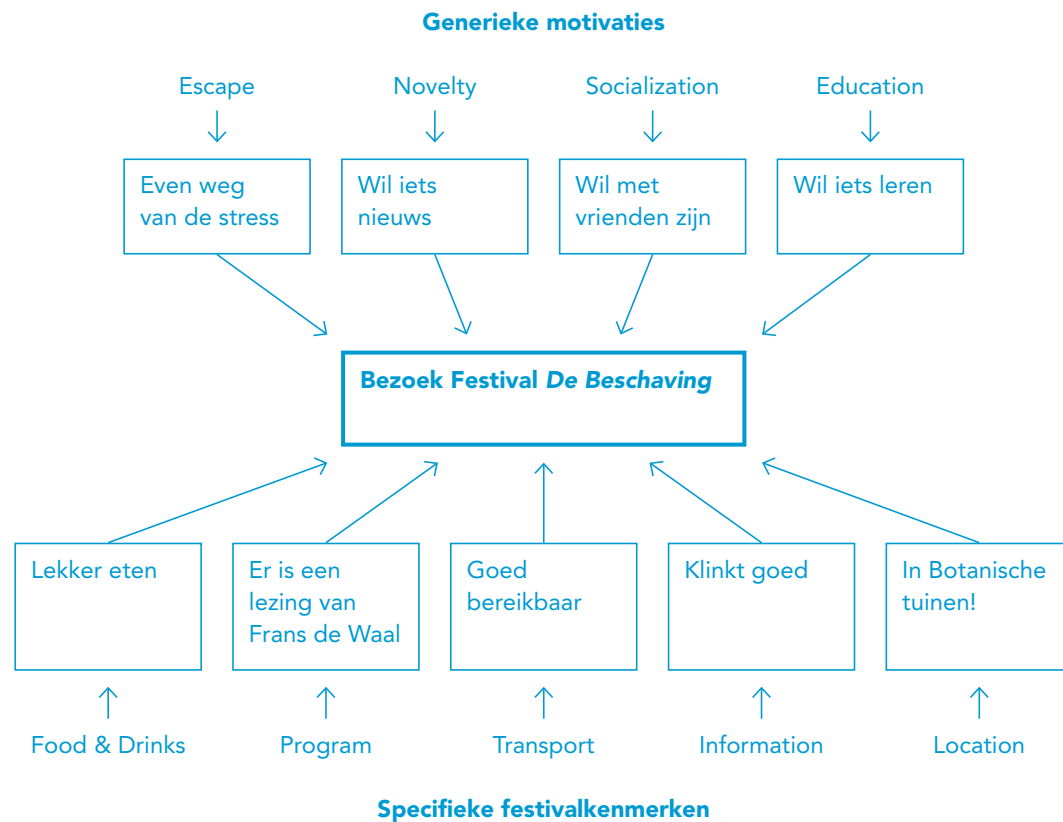 Generieke motivaties
Escape
Novelty
Socialization
Education
Even weg
van de stress
Wil iets
nieuws
Wil met
vrienden zijn
Wil iets leren
Bezoek Festival De Beschaving
Lekker eten
Er is een
lezing van
Frans de Waal
Goed
bereikbaar
Klinkt goed
In Botanische
tuinen!
Food & Drinks
Program
Transport
Information
Location
Specifieke festivalkenmerken